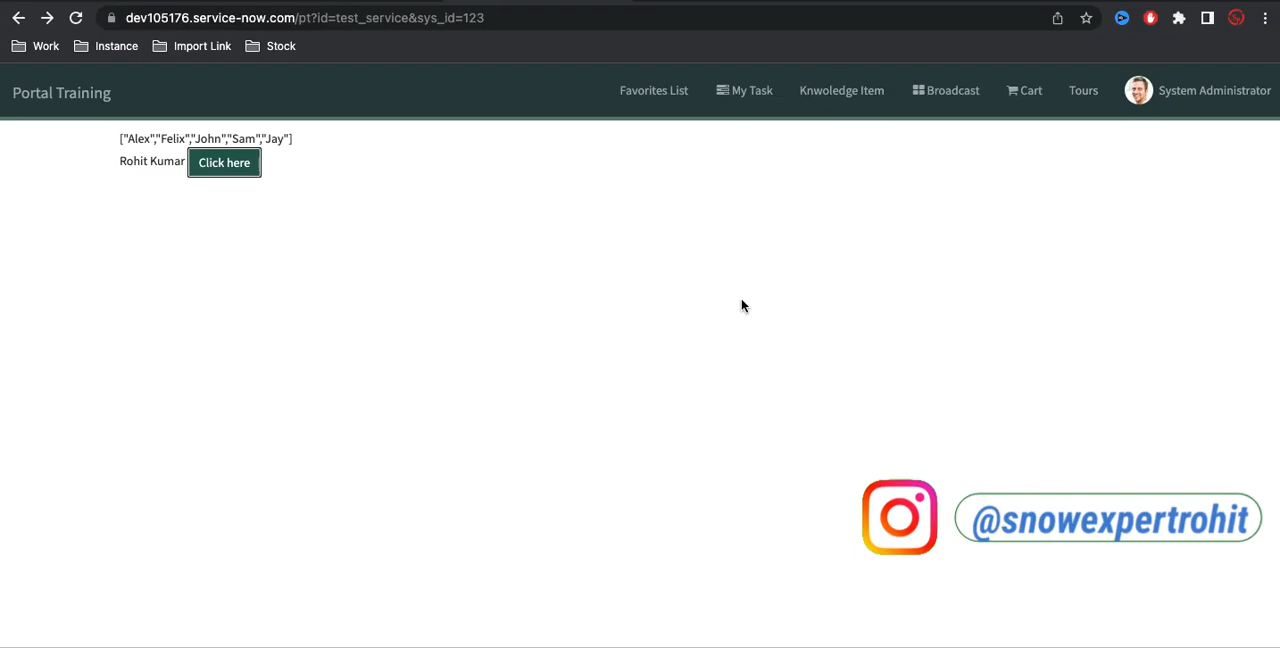 dev105176.service-now.com/pt?id=test_service&sys_id=123
Work Instance Import Link Stock
Portal Training Favorites List My Task Knwoledge Item Broadcast Cart Tours System Administrator
["Alex","Felix","John","Sam","Jay"]
Rohit Kumar Click here
@snowexpertrohit